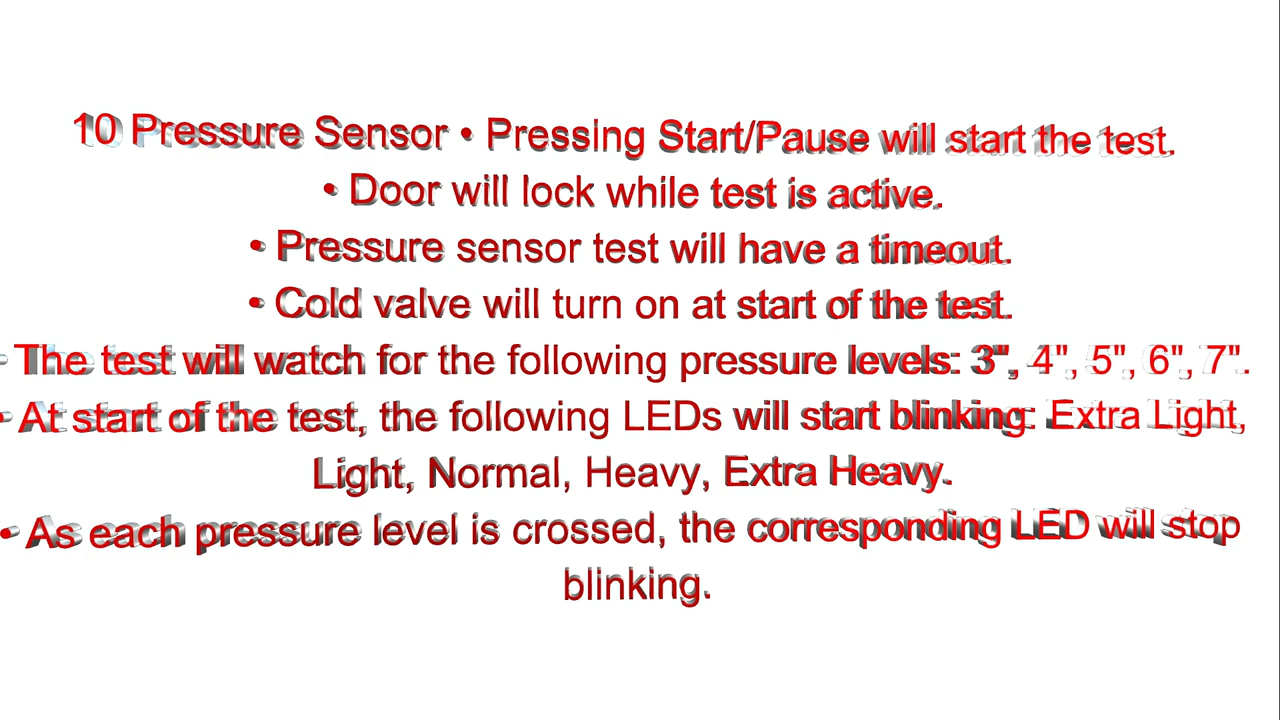 10 Pressure Sensor • Pressing Start/Pause will start the test.
• Door will lock while test is active.
• Pressure sensor test will have a timeout.
• Cold valve will turn on at start of the test.
• The test will watch for the following pressure levels: 3", 4", 5", 6", 7".
• At start of the test, the following LEDs will start blinking: Extra Light,
Light, Normal, Heavy, Extra Heavy.
• As each pressure level is crossed, the corresponding LED will stop
blinking.